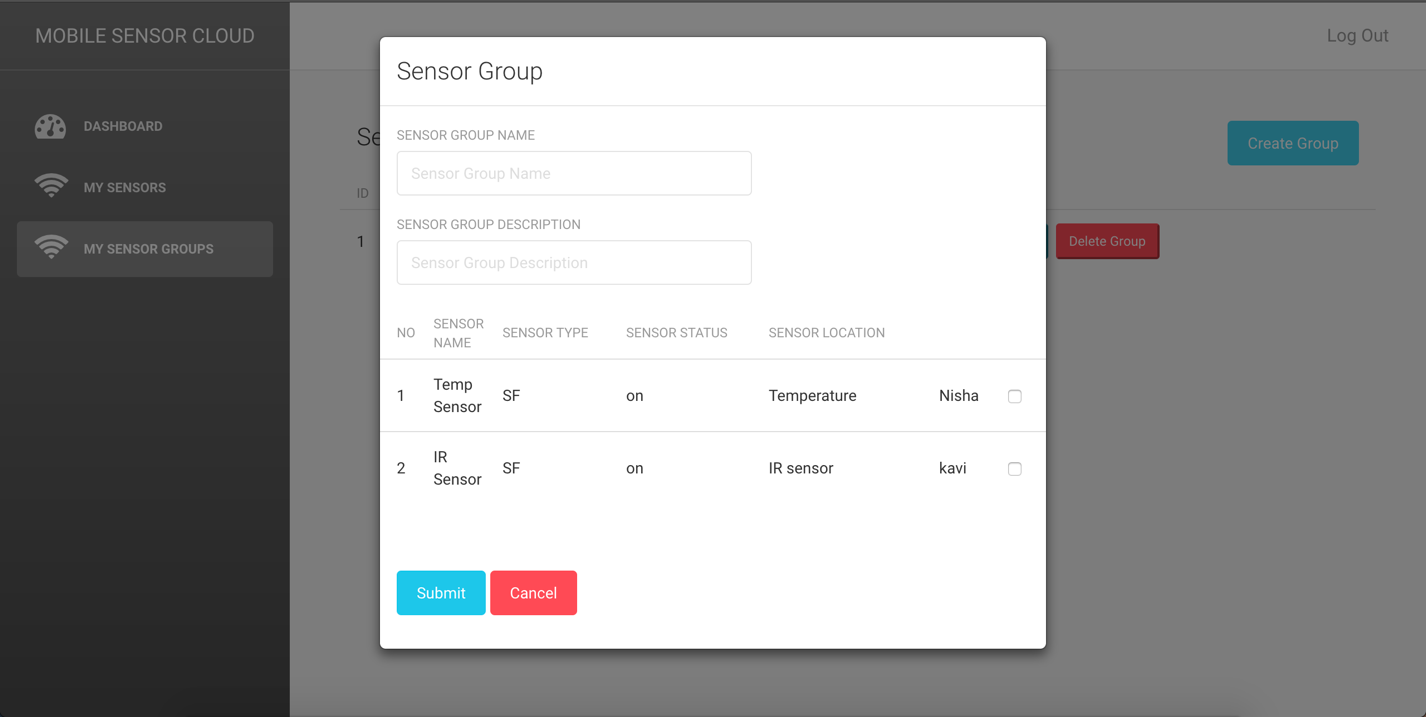 MOBILE SENSOR CLOUD
Log Out
DASHBOARD
MY SENSORS
MY SENSOR GROUPS
Se
Create Group
ID
1
Delete Group
Sensor Group
SENSOR GROUP NAME
Sensor Group Name
SENSOR GROUP DESCRIPTION
Sensor Group Description
NO SENSOR NAME SENSOR TYPE SENSOR STATUS SENSOR LOCATION
1 Temp Sensor SF on Temperature Nisha
2 IR Sensor SF on IR sensor kavi
Submit Cancel